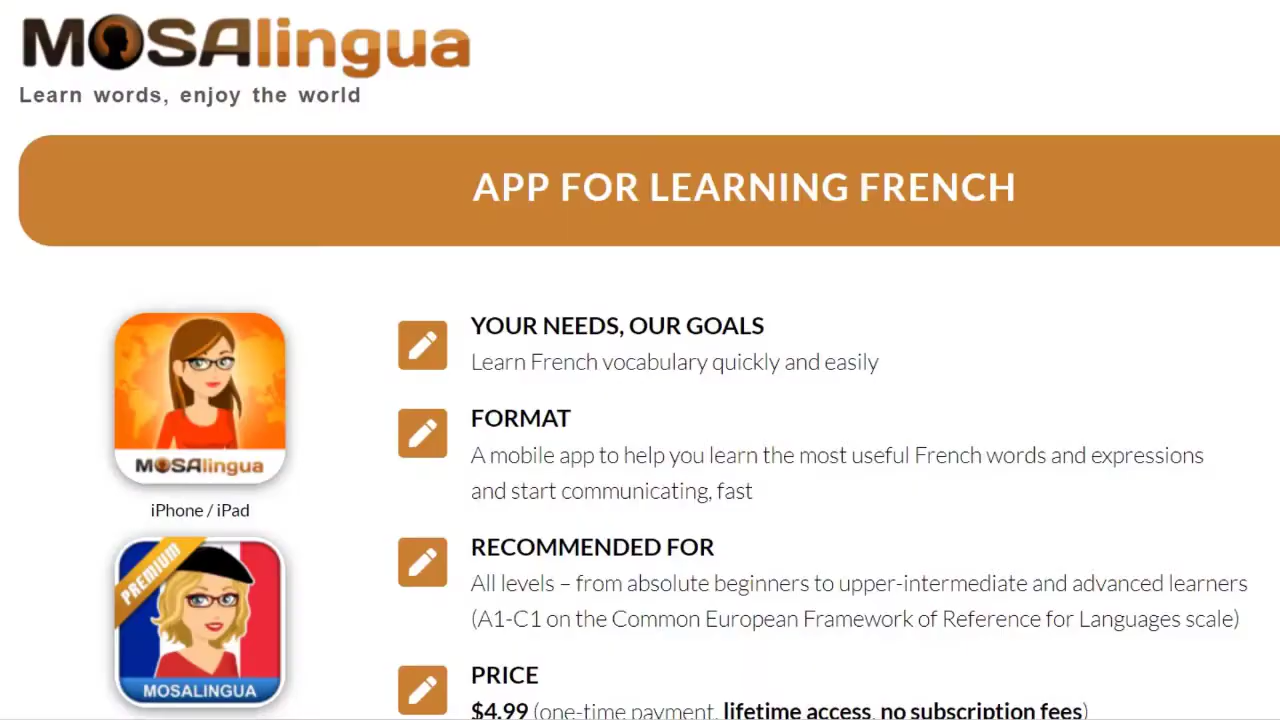 MOSAlingua
Learn words, enjoy the world
APP FOR LEARNING FRENCH
MOSAlingua
iPhone / iPad
PREMIUM
MOSALINGUA
YOUR NEEDS, OUR GOALS
Learn French vocabulary quickly and easily
FORMAT
A mobile app to help you learn the most useful French words and expressions
and start communicating, fast
RECOMMENDED FOR
All levels – from absolute beginners to upper-intermediate and advanced learners
(A1-C1 on the Common European Framework of Reference for Languages scale)
PRICE
$4.99 (one-time payment, lifetime access, no subscription fees)